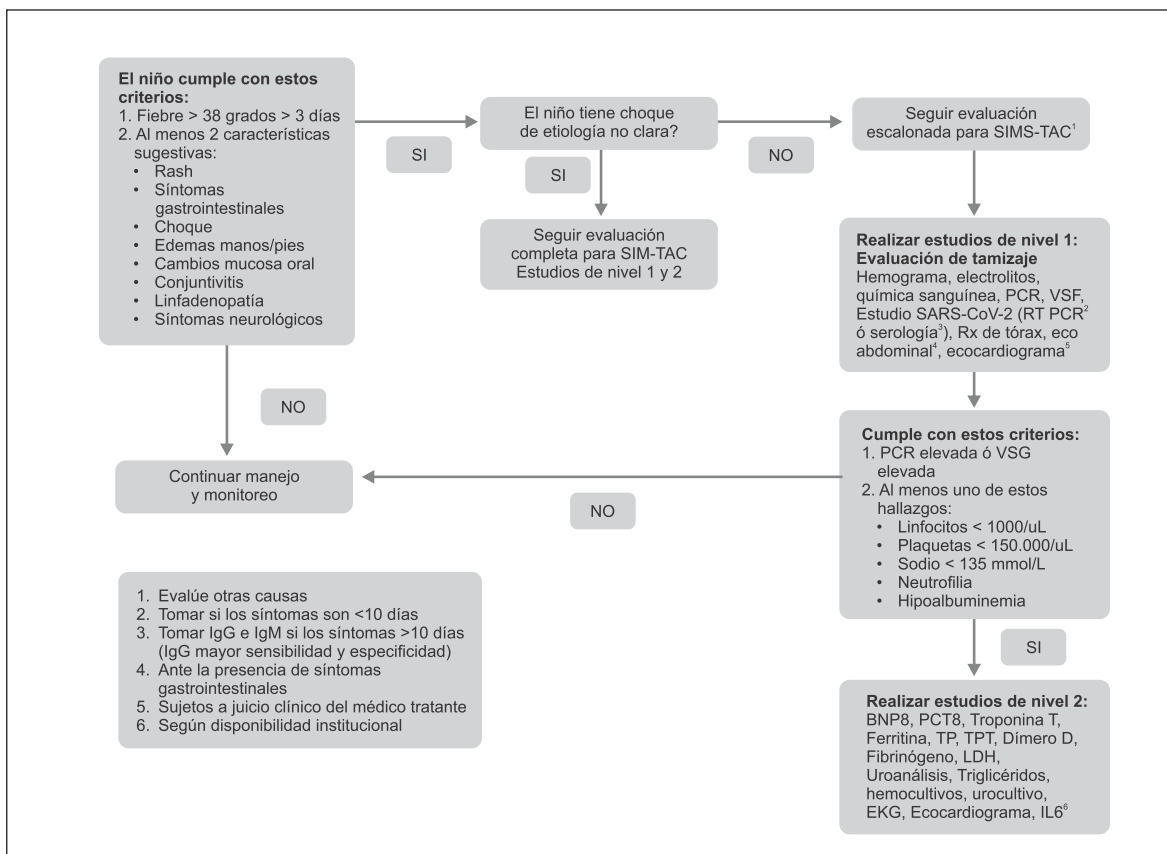 El niño cumple con estos
criterios:
1. Fiebre > 38 grados > 3 días
2. Al menos 2 características
sugestivas:
• Rash
• Síntomas
gastrointestinales
• Choque
• Edemas manos/pies
• Cambios mucosa oral
• Conjuntivitis
• Linfadenopatía
• Síntomas neurológicos
SI
El niño tiene choque
de etiología no clara?
NO
Seguir evaluación
escalonada para SIMS-TAC¹
SI
Seguir evaluación
completa para SIM-TAC
Estudios de nivel 1 y 2
Realizar estudios de nivel 1:
Evaluación de tamizaje
Hemograma, electrolitos,
química sanguínea, PCR, VSF,
Estudio SARS-CoV-2 (RT PCR²
ó serología³), Rx de tórax, eco
abdominal⁴, ecocardiograma⁵
NO
Continuar manejo
y monitoreo
NO
Cumple con estos criterios:
1. PCR elevada ó VSG
elevada
2. Al menos uno de estos
hallazgos:
• Linfocitos < 1000/uL
• Plaquetas < 150.000/uL
• Sodio < 135 mmol/L
• Neutrofilia
• Hipoalbuminemia
SI
Realizar estudios de nivel 2:
BNP8, PCT8, Troponina T,
Ferritina, TP, TPT, Dímero D,
Fibrinógeno, LDH,
Uroanálisis, Triglicéridos,
hemocultivos, urocultivo,
EKG, Ecocardiograma, IL6⁶
1. Evalúe otras causas
2. Tomar si los síntomas son <10 días
3. Tomar IgG e IgM si los síntomas >10 días
(IgG mayor sensibilidad y especificidad)
4. Ante la presencia de síntomas
gastrointestinales
5. Sujetos a juicio clínico del médico tratante
6. Según disponibilidad institucional